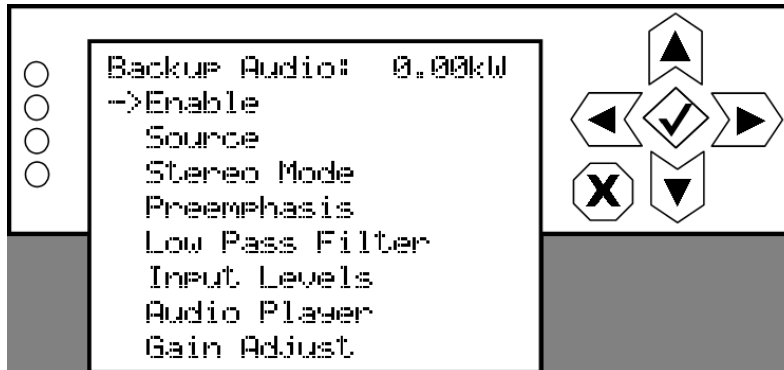 Backup Audio: 0.00kW
->Enable
Source
Stereo Mode
Preemphasis
Low Pass Filter
Input Levels
Audio Player
Gain Adjust